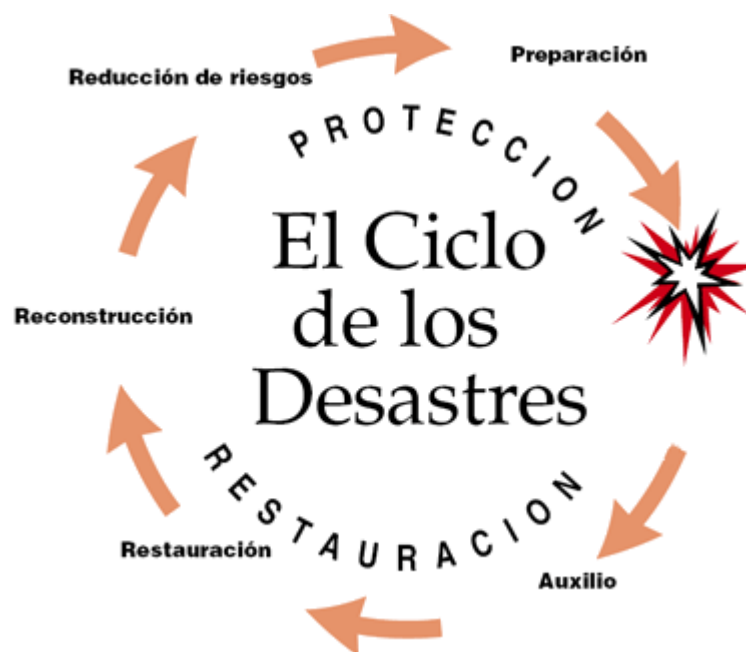 Reducción de riesgos
Preparación
PROTECCION
El Ciclo
de los
Desastres
Reconstrucción
RESTAURACION
Restauración
Auxilio